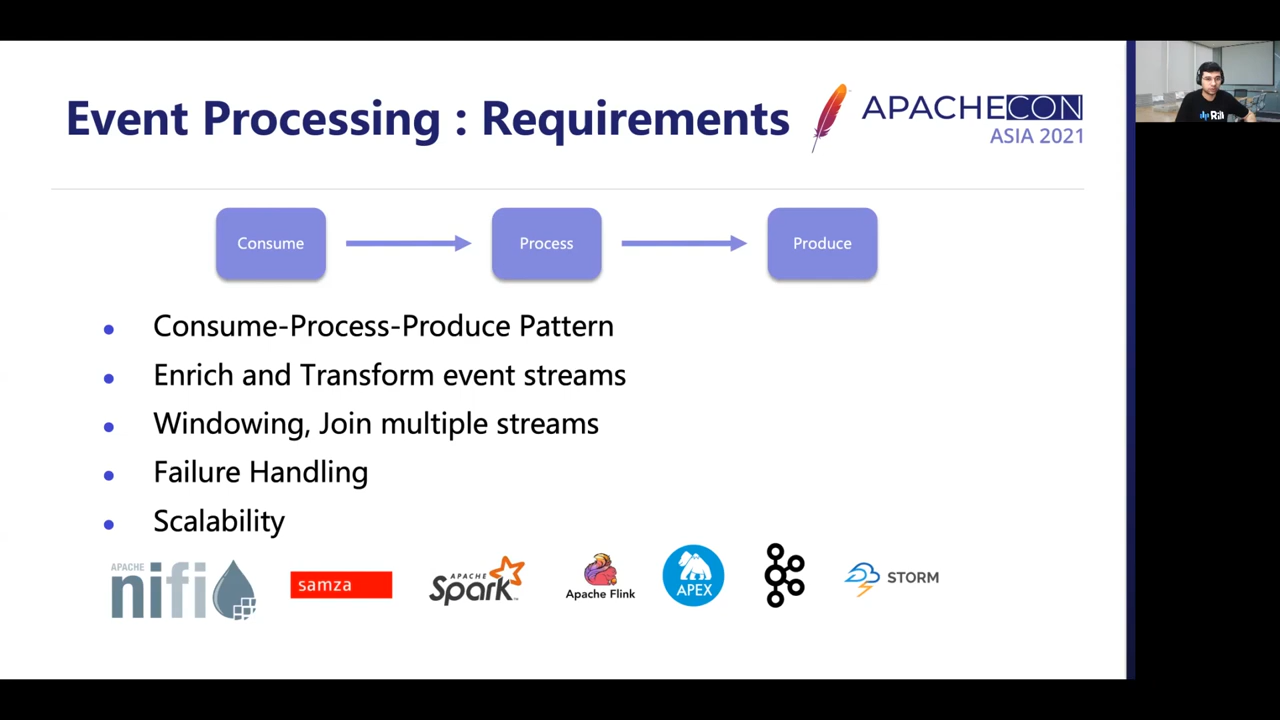 Event Processing : Requirements
APACHECON
ASIA 2021
Consume
Process
Produce
Consume-Process-Produce Pattern
Enrich and Transform event streams
Windowing, Join multiple streams
Failure Handling
Scalability
APACHE
nifi
samza
APACHE
Spark
Apache Flink
APEX
STORM
Rill